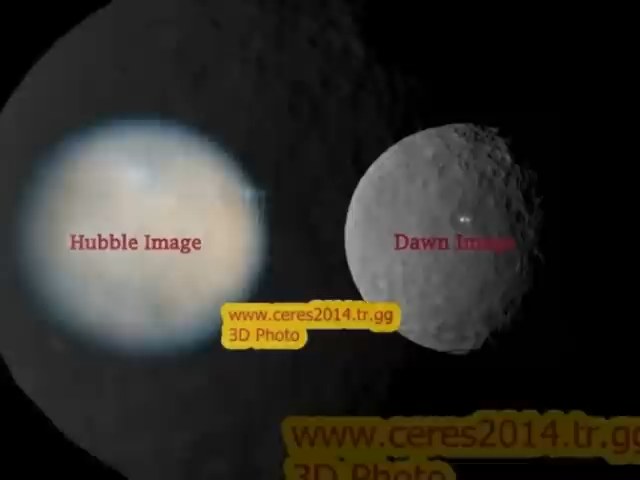 Hubble Image
Dawn Image
www.ceres2014.tr.gg
3D Photo
www.ceres2014.tr.gg
3D Photo